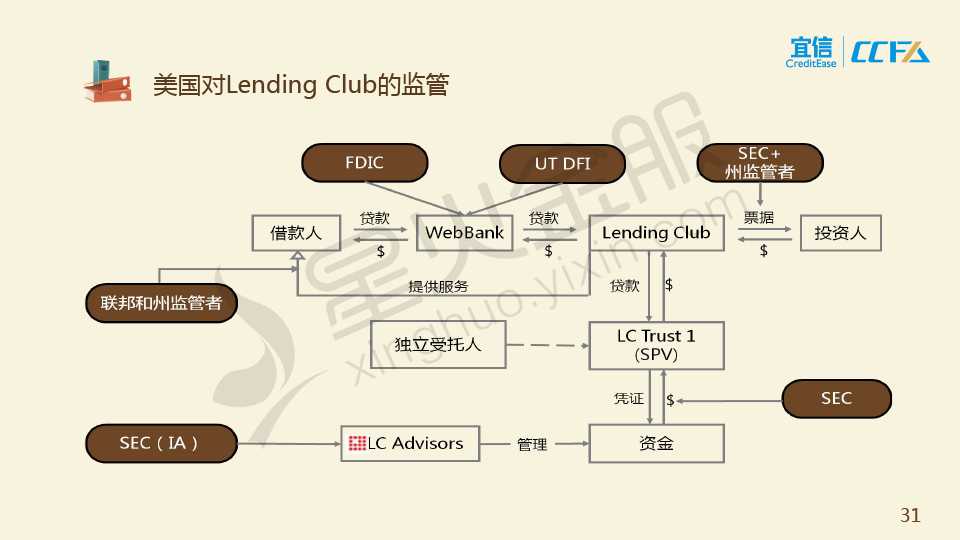 宜信
CreditEase
CCFA
美国对Lending Club的监管
FDIC
UT DFI
SEC+
州监管者
借款人
贷款
$
WebBank
贷款
$
Lending Club
票据
$
投资人
联邦和州监管者
提供服务
贷款
$
独立受托人
LC Trust 1
(SPV)
凭证
$
SEC
SEC（IA）
LC Advisors
管理
资金
星火金服
xinghuo.yixin.com
31